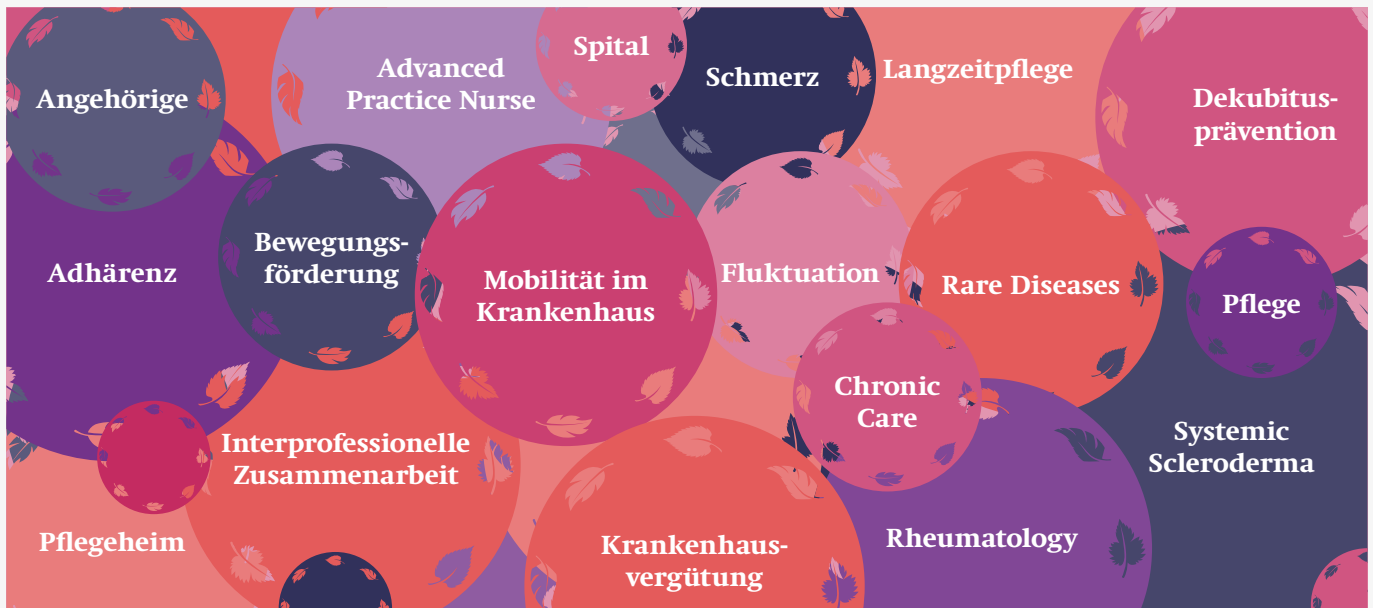 Spital
Advanced
Practice Nurse
Schmerz
Langzeitpflege
Angehörige
Dekubitus-
prävention
Bewegungs-
förderung
Adhärenz
Mobilität im
Krankenhaus
Fluktuation
Rare Diseases
Pflege
Chronic
Care
Interprofessionelle
Zusammenarbeit
Systemic
Scleroderma
Pflegeheim
Krankenhaus-
vergütung
Rheumatology